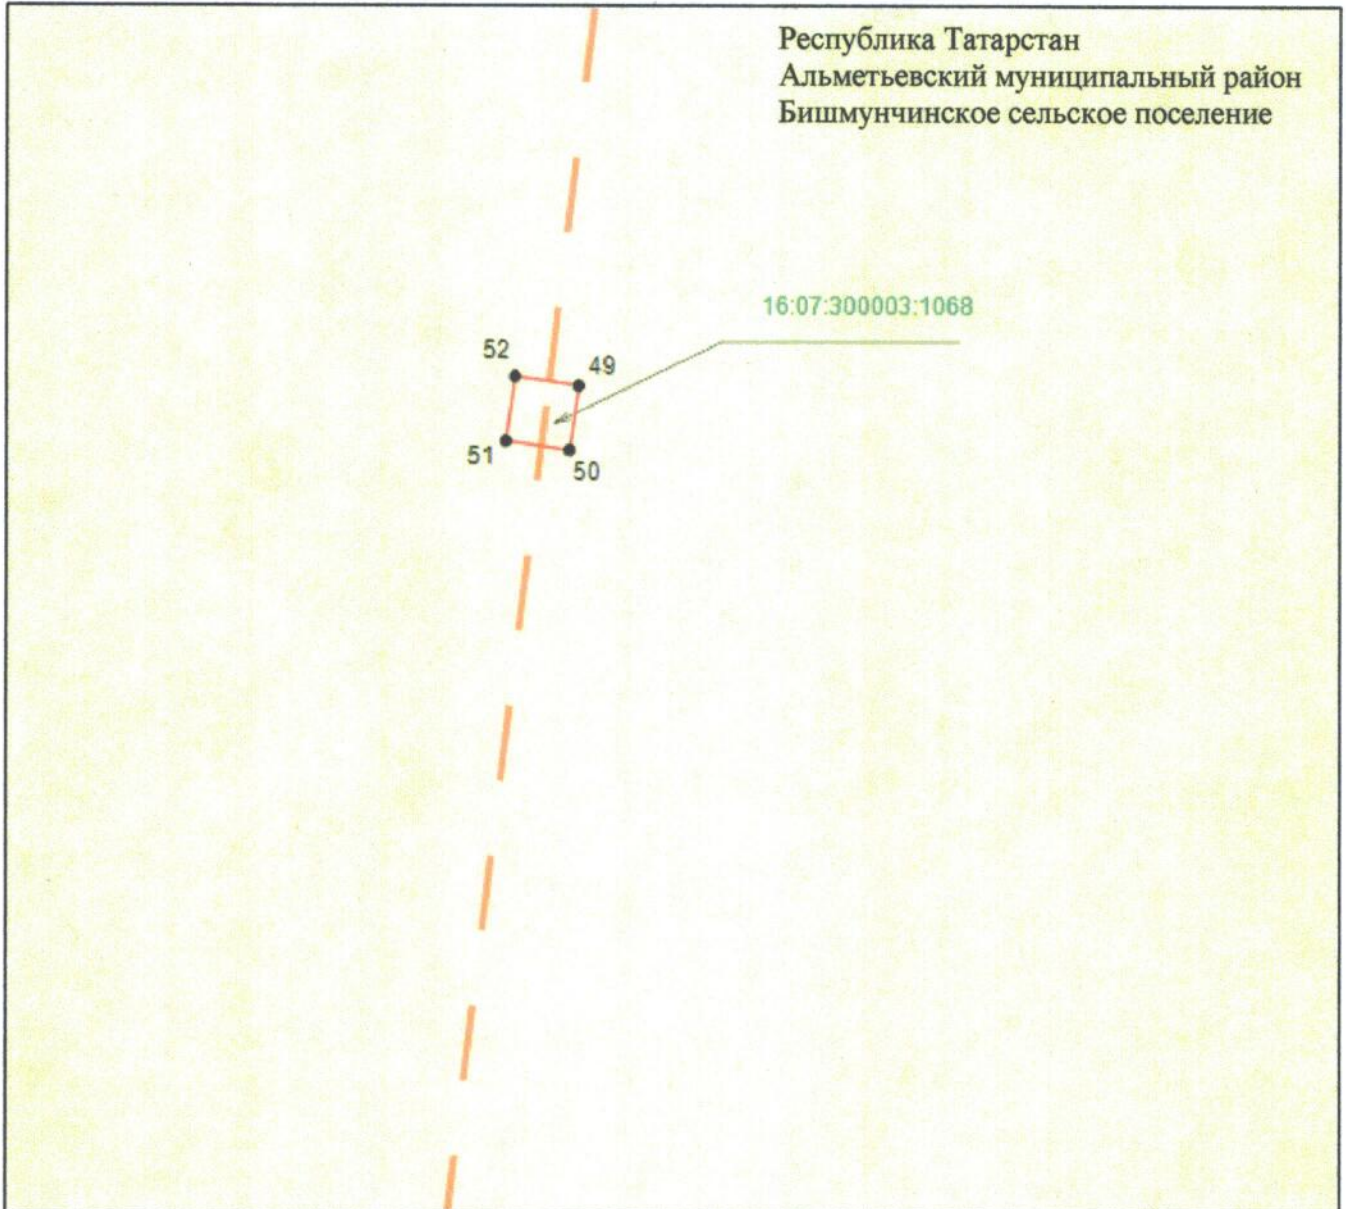 Республика Татарстан
Альметьевский муниципальный район
Бишмунчинское сельское поселение
16:07:300003:1068
52
49
51
50